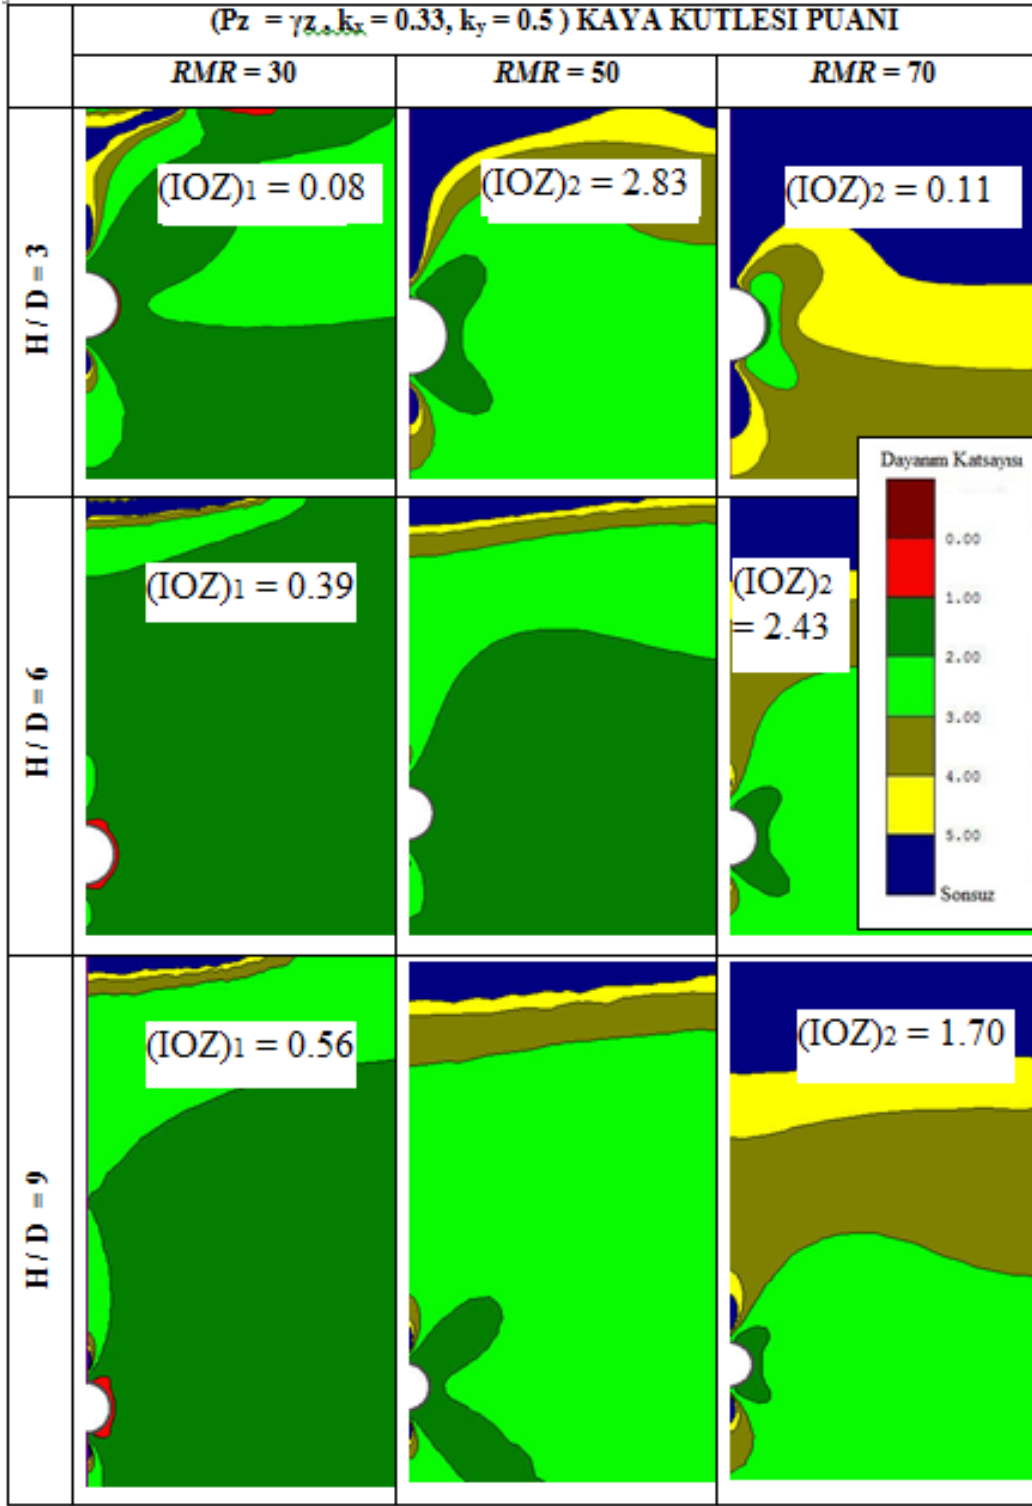 (Pz = γz , kx = 0.33, ky = 0.5 ) KAYA KUTLESI PUANI
RMR = 30
RMR = 50
RMR = 70
H / D = 3
(IOZ)1 = 0.08
(IOZ)2 = 2.83
(IOZ)2 = 0.11
H / D = 6
(IOZ)1 = 0.39
(IOZ)2
= 2.43
Dayanım Katsayısı
0.00
1.00
2.00
3.00
4.00
5.00
Sonsuz
H / D = 9
(IOZ)1 = 0.56
(IOZ)2 = 1.70